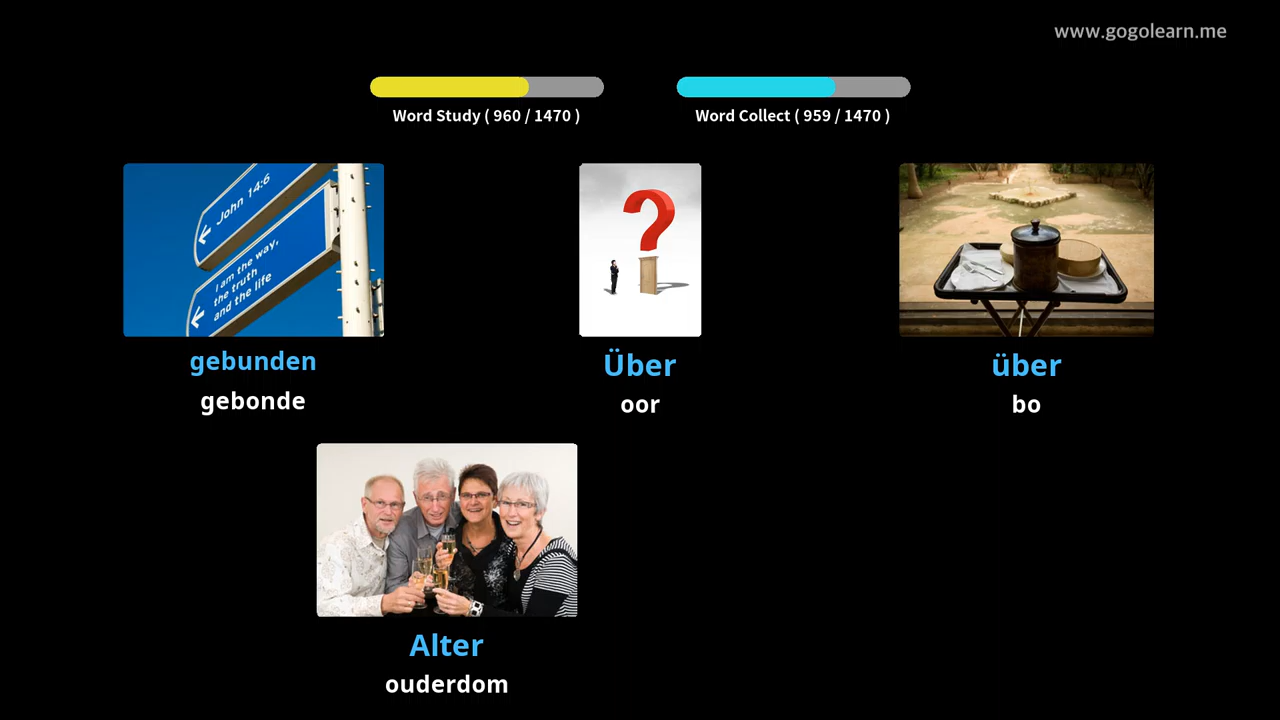 www.gogolearn.me
Word Study ( 960 / 1470 )
Word Collect ( 959 / 1470 )
John 14:6
I am the way,
the truth
and the life
gebunden
gebonde
Über
oor
über
bo
Alter
ouderdom